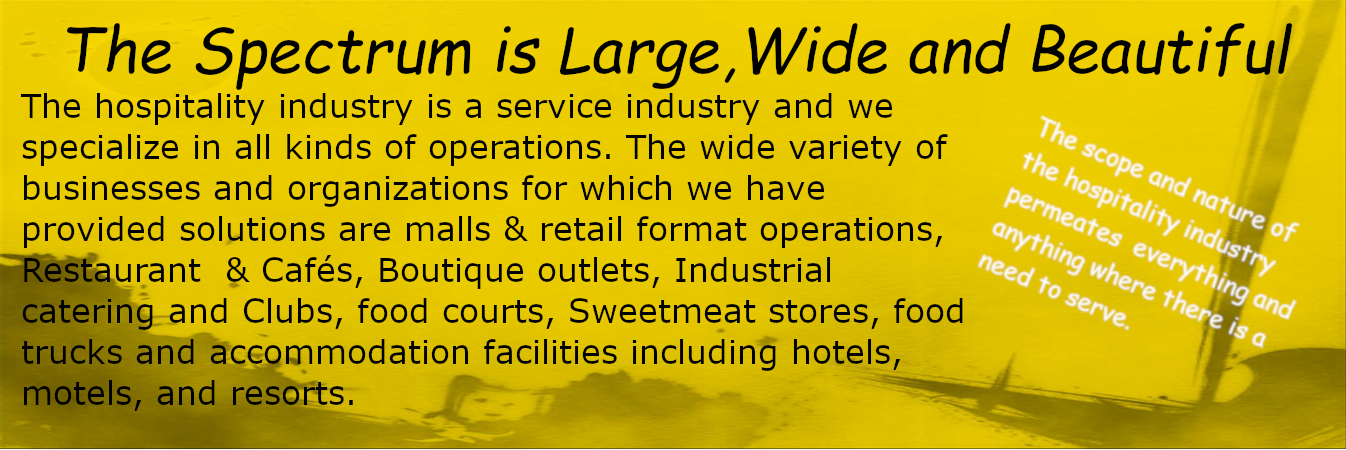 The Spectrum is Large,Wide and Beautiful
The hospitality industry is a service industry and we
specialize in all kinds of operations. The wide variety of
businesses and organizations for which we have
provided solutions are malls & retail format operations,
Restaurant  & Cafés, Boutique outlets, Industrial
catering and Clubs, food courts, Sweetmeat stores, food
trucks and accommodation facilities including hotels,
motels, and resorts.
The scope and nature of
the hospitality industry
permeates  everything and
anything where there is a
need to serve.